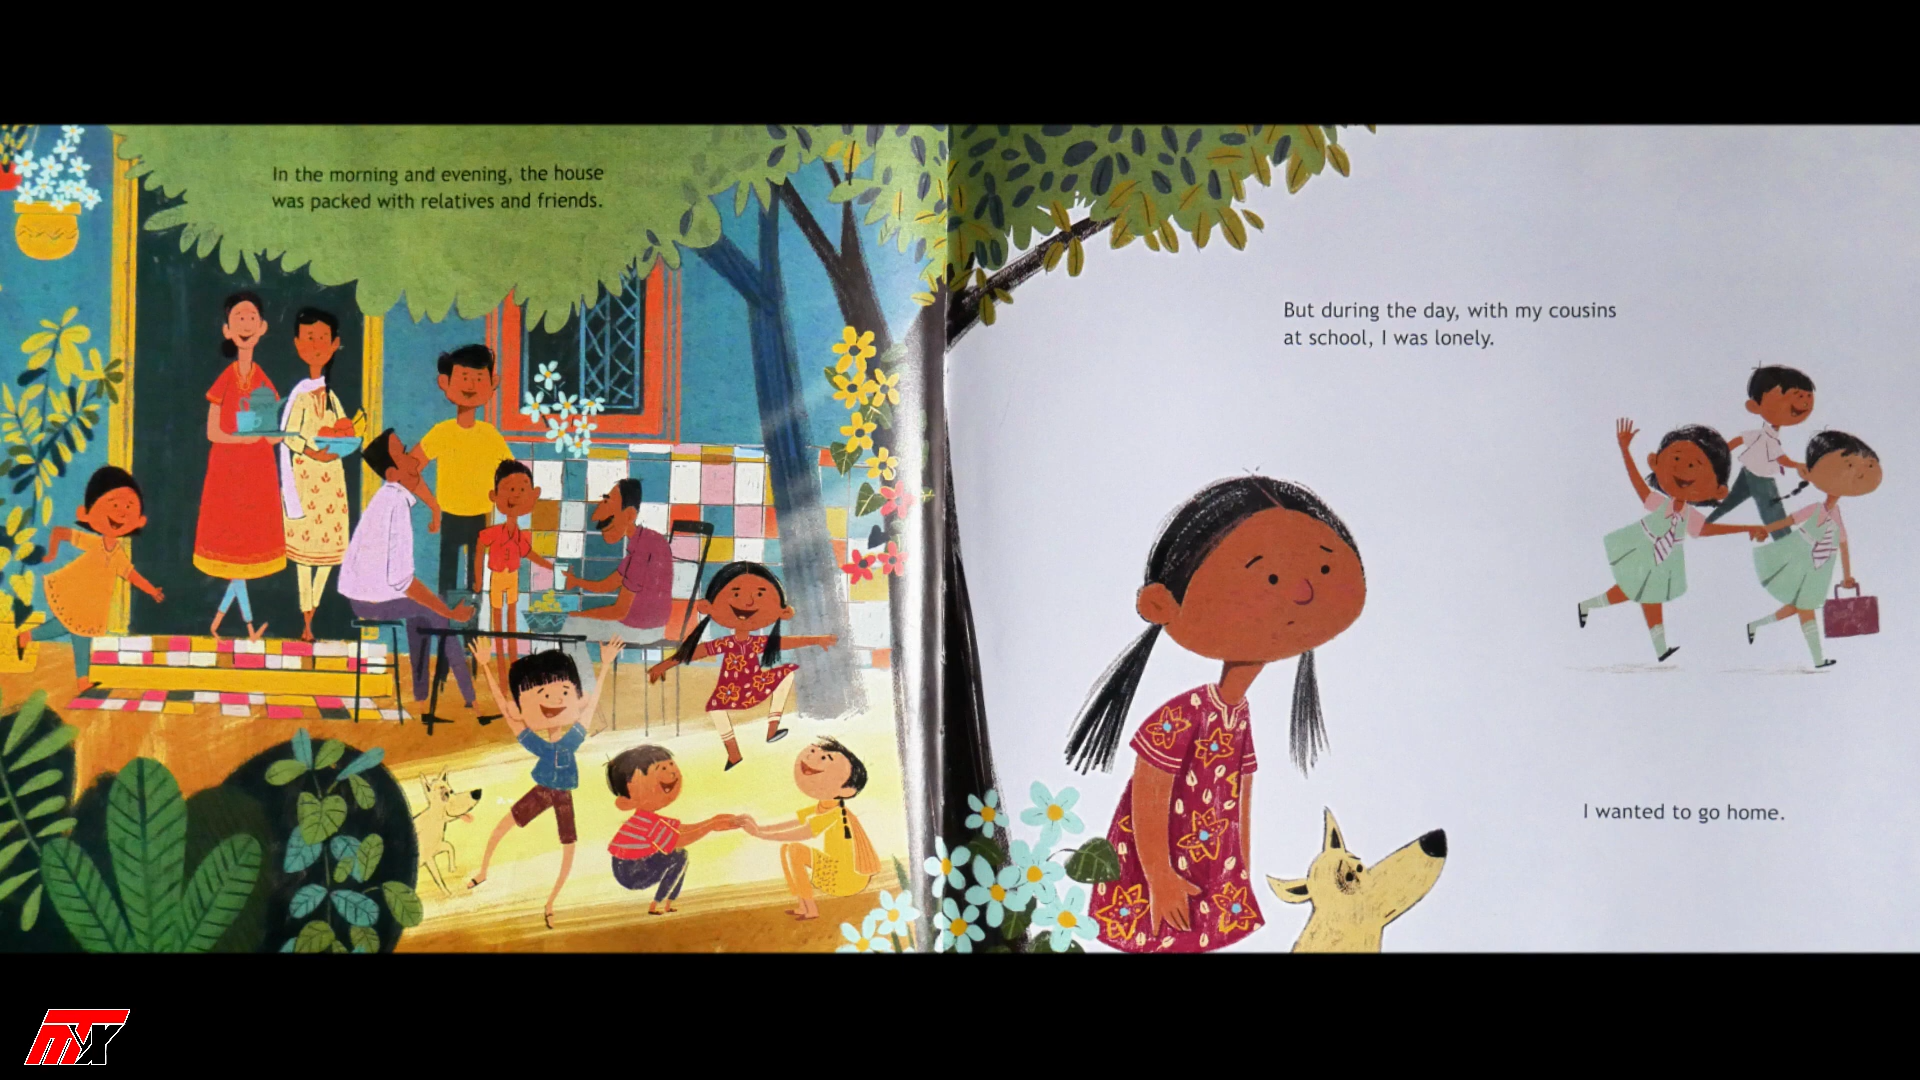 In the morning and evening, the house
was packed with relatives and friends.
But during the day, with my cousins
at school, I was lonely.
I wanted to go home.
MTX